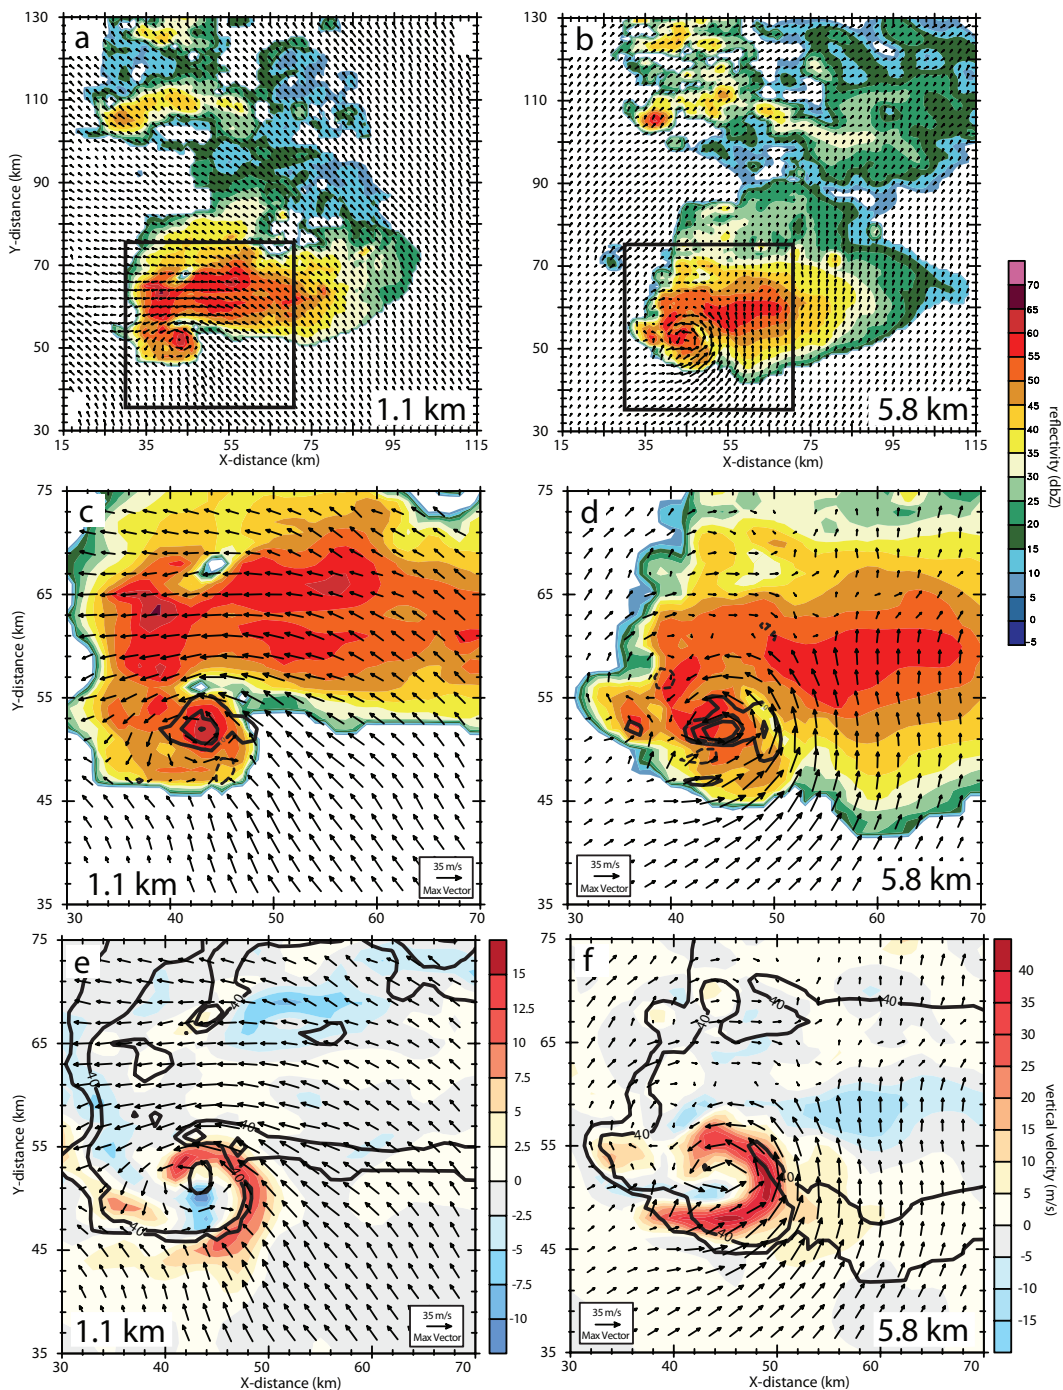 a
130
110
90
70
50
30
Y-distance (km)
15 35 55 75 95 115
X-distance (km)
1.1 km
b
130
110
90
70
50
30
15 35 55 75 95 115
X-distance (km)
5.8 km
70
65
60
55
50
45
40
35
30
25
20
15
10
5
0
-5
reflectivity (dbZ)
c
75
65
55
45
35
Y-distance (km)
30 40 50 60 70
1.1 km
35 m/s
Max Vector
d
75
65
55
45
35
30 40 50 60 70
5.8 km
35 m/s
Max Vector
e
75
65
55
45
35
Y-distance (km)
30 40 50 60 70
X-distance (km)
40
40
40
40
40
1.1 km
35 m/s
Max Vector
15
12.5
10
7.5
5
2.5
0
-2.5
-5
-7.5
-10
f
75
65
55
45
35
30 40 50 60 70
X-distance (km)
40
40
40
40
40
5.8 km
35 m/s
Max Vector
40
35
30
25
20
15
10
5
0
-5
-10
-15
vertical velocity (m/s)